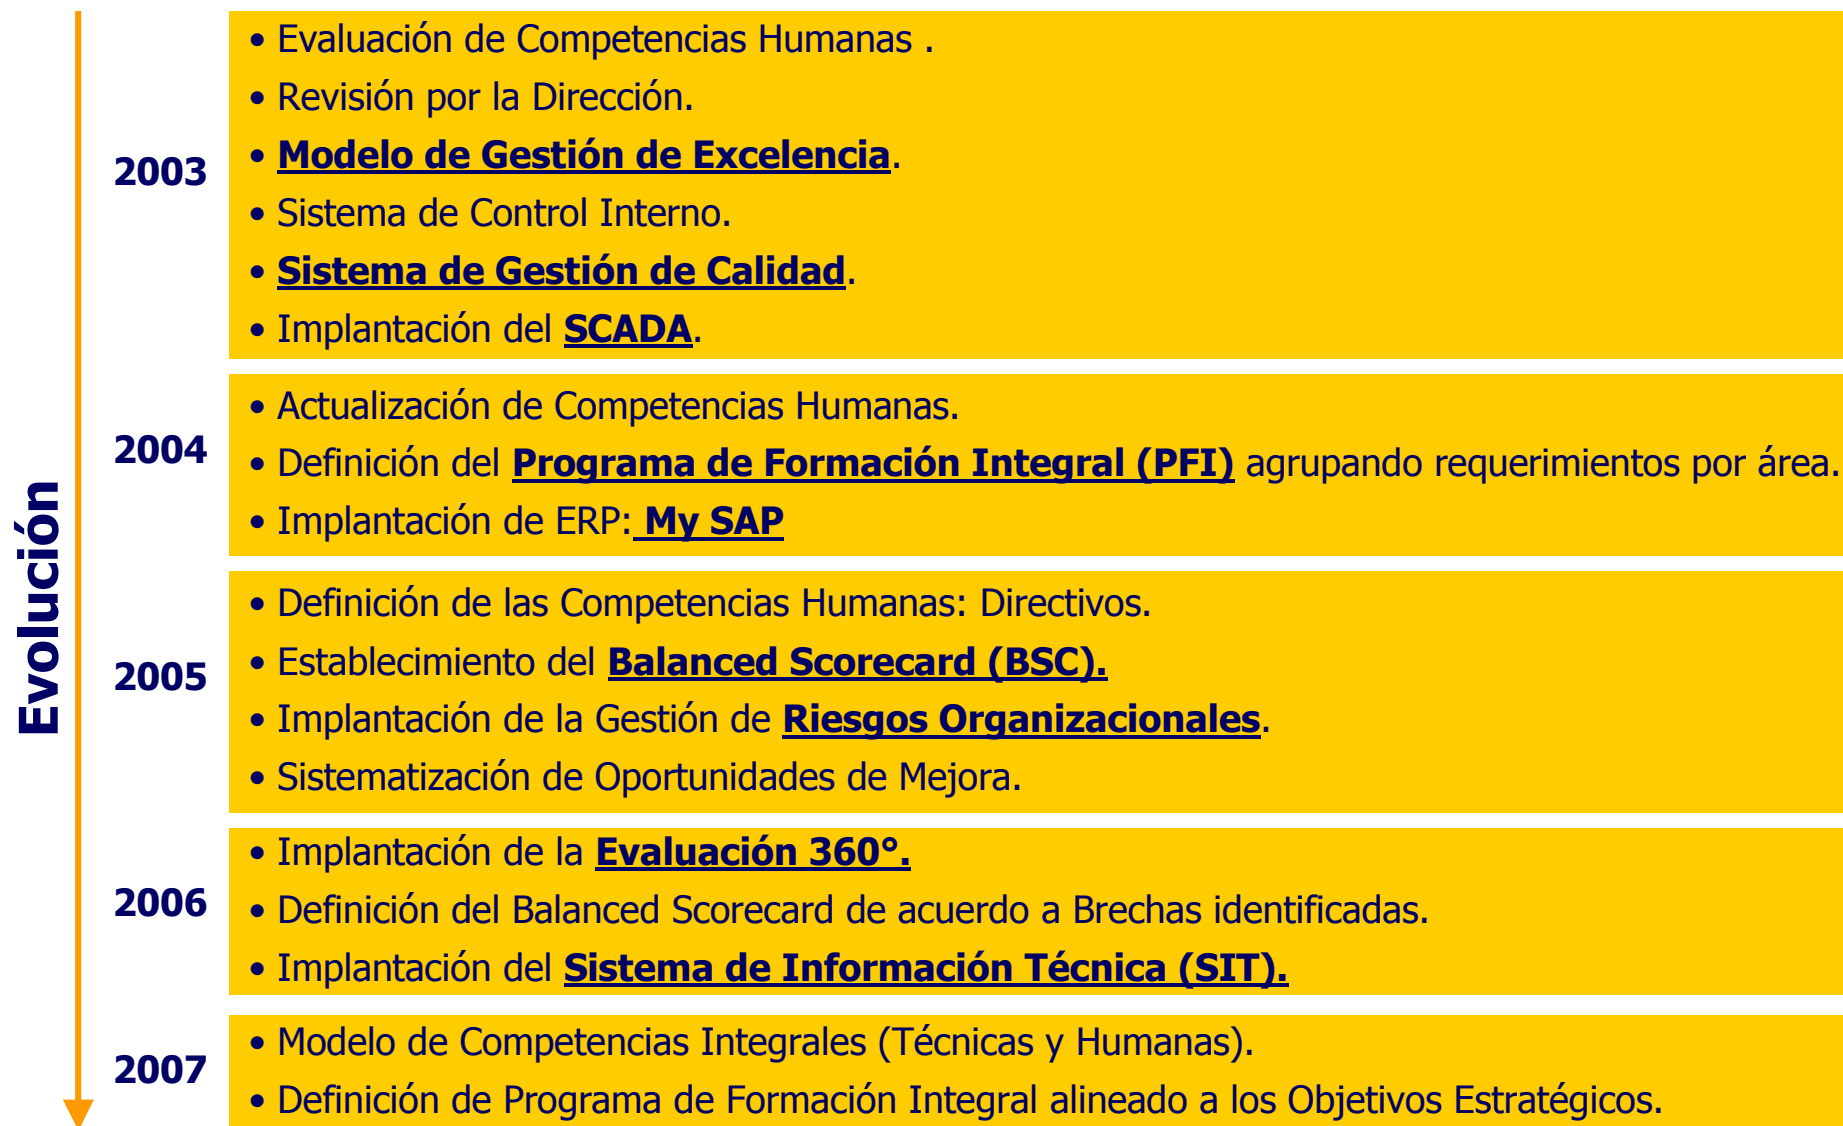 Evolución
2003
• Evaluación de Competencias Humanas .
• Revisión por la Dirección.
• Modelo de Gestión de Excelencia.
• Sistema de Control Interno.
• Sistema de Gestión de Calidad.
• Implantación del SCADA.
2004
• Actualización de Competencias Humanas.
• Definición del Programa de Formación Integral (PFI) agrupando requerimientos por área.
• Implantación de ERP: My SAP
2005
• Definición de las Competencias Humanas: Directivos.
• Establecimiento del Balanced Scorecard (BSC).
• Implantación de la Gestión de Riesgos Organizacionales.
• Sistematización de Oportunidades de Mejora.
2006
• Implantación de la Evaluación 360°.
• Definición del Balanced Scorecard de acuerdo a Brechas identificadas.
• Implantación del Sistema de Información Técnica (SIT).
2007
• Modelo de Competencias Integrales (Técnicas y Humanas).
• Definición de Programa de Formación Integral alineado a los Objetivos Estratégicos.